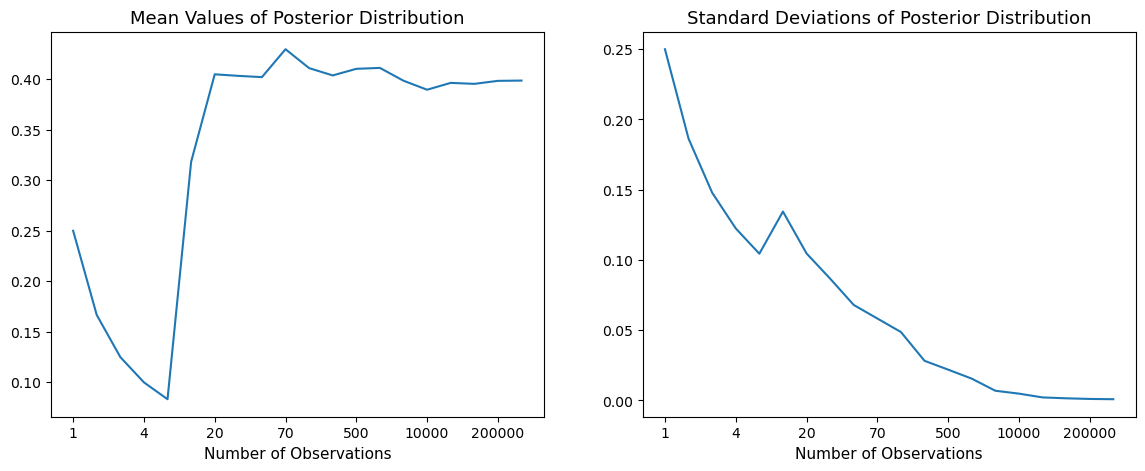 Mean Values of Posterior Distribution
0.40
0.35
0.30
0.25
0.20
0.15
0.10
1 4 20 70 500 10000 200000
Number of Observations
Standard Deviations of Posterior Distribution
0.25
0.20
0.15
0.10
0.05
0.00
1 4 20 70 500 10000 200000
Number of Observations